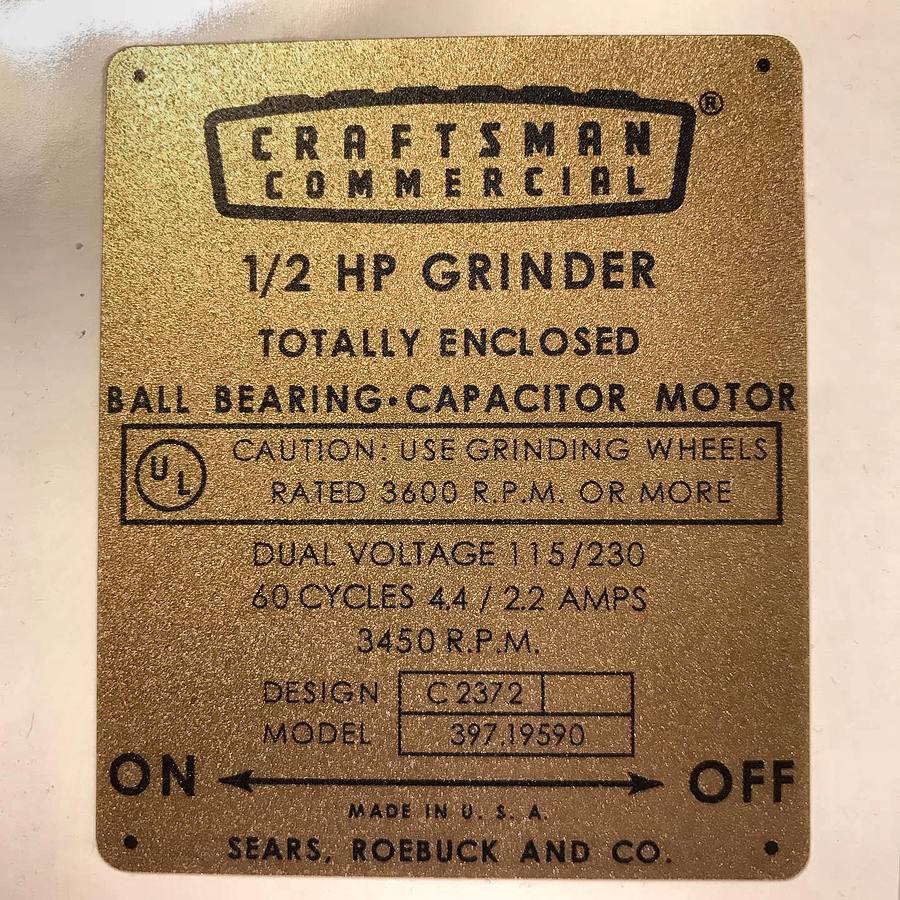 CRAFTSMAN ®
COMMERCIAL
1/2 HP GRINDER
TOTALLY ENCLOSED
BALL BEARING·CAPACITOR MOTOR
UL
CAUTION: USE GRINDING WHEELS
RATED 3600 R.P.M. OR MORE
DUAL VOLTAGE 115/230
60 CYCLES 4.4 / 2.2 AMPS
3450 R.P.M.
DESIGN C 2372
MODEL 397.19590
ON OFF
MADE IN U. S. A.
SEARS, ROEBUCK AND CO.